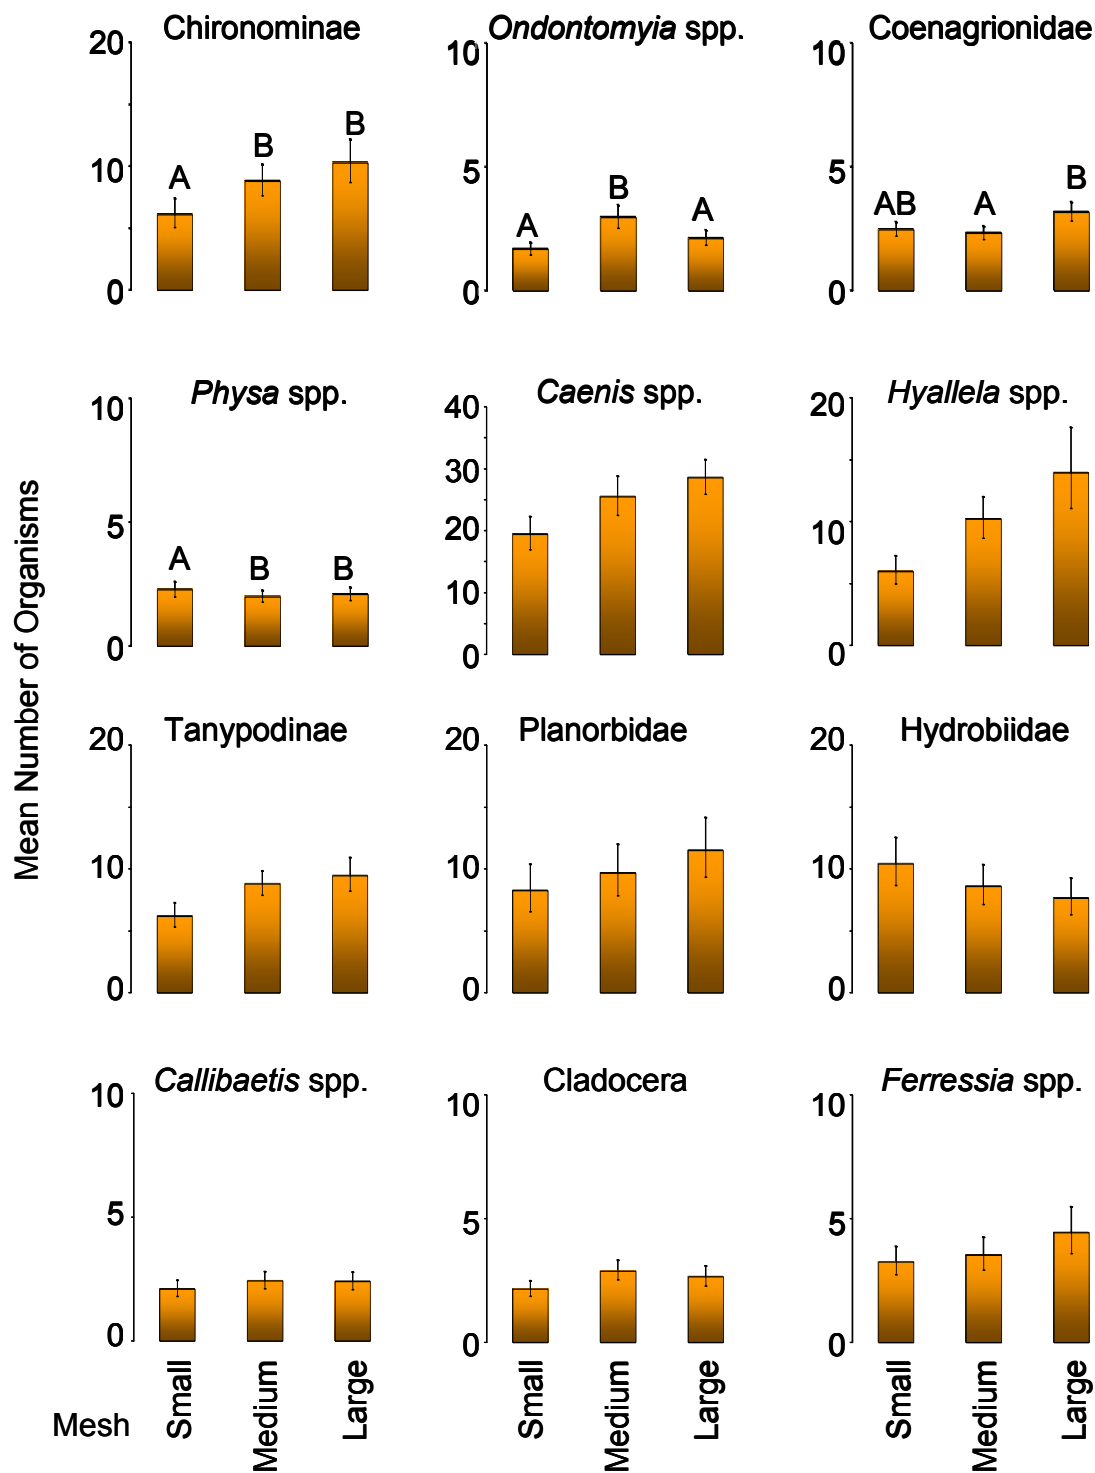 Chironominae
20
10
0
A
B
B
Ondontomyia spp.
10
5
0
A
B
A
Coenagrionidae
10
5
0
AB
A
B
Mean Number of Organisms
Physa spp.
10
5
0
A
B
B
Caenis spp.
40
30
20
10
0
Hyallela spp.
20
10
0
Tanypodinae
20
10
0
Planorbidae
20
10
0
Hydrobiidae
20
10
0
Callibaetis spp.
10
5
0
Cladocera
10
5
0
Ferressia spp.
10
5
0
Mesh
Small
Medium
Large
Small
Medium
Large
Small
Medium
Large